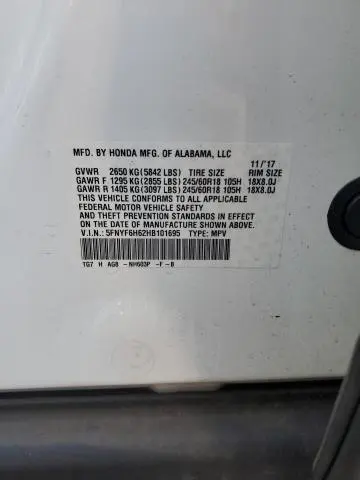 MFD. BY HONDA MFG. OF ALABAMA, LLC
11/'17
GVWR 2650 KG(5842 LBS) TIRE SIZE RIM SIZE
GAWR F 1295 KG(2855 LBS) 245/60R18 105H 18X8.0J
GAWR R 1405 KG(3097 LBS) 245/60R18 105H 18X8.0J
THIS VEHICLE CONFORMS TO ALL APPLICABLE
FEDERAL MOTOR VEHICLE SAFETY
AND THEFT PREVENTION STANDARDS IN EFFECT
ON THE DATE OF MANUFACTURE SHOWN ABOVE.
V.I.N.: 5FNYF6H62HB101695 TYPE: MPV
TG7 H AG8 - NH603P -F -B